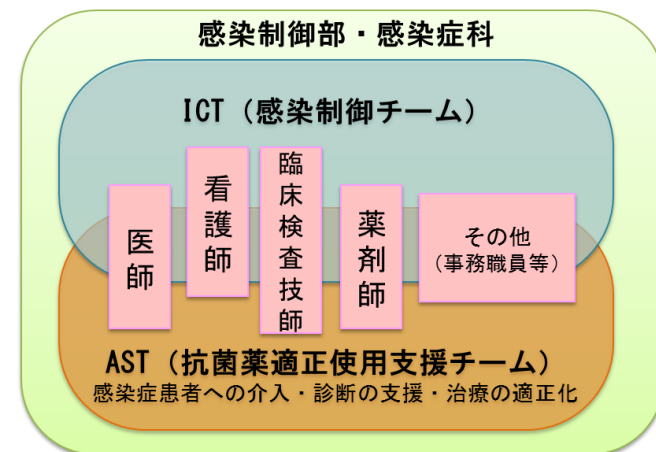 感染制御部・感染症科
ICT（感染制御チーム）
医師
看護師
臨床検査技師
薬剤師
その他
（事務職員等）
AST（抗菌薬適正使用支援チーム）
感染症患者への介入・診断の支援・治療の適正化